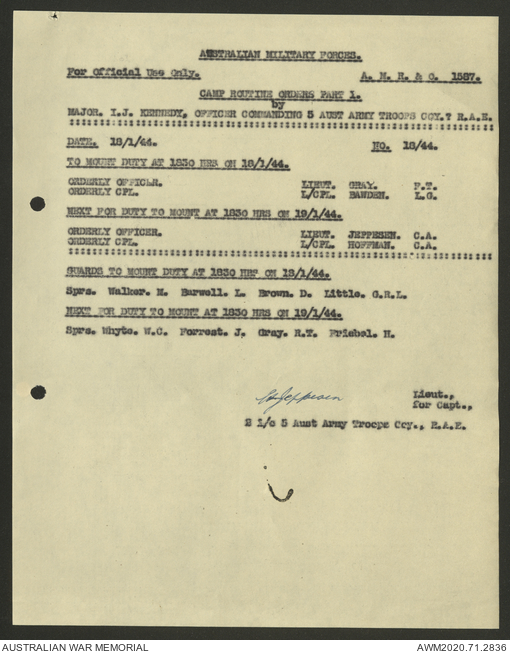 AUSTRALIAN MILITARY FORCES.
For Official Use Only. A. M. R. & O. 1587.
CAMP ROUTINE ORDERS PART 1.
by
MAJOR. I.J. KENNEDY, OFFICER COMMANDING 5 AUST ARMY TROOPS COY. R.A.E.
DATE. 18/1/44. NO. 18/44.
TO MOUNT DUTY AT 1830 HRS ON 18/1/44.
ORDERLY OFFICER. LIEUT. GRAY. F.T.
ORDERLY CPL. L/CPL. BAWDEN. L.G.
NEXT FOR DUTY TO MOUNT AT 1830 HRS ON 19/1/44.
ORDERLY OFFICER. LIEUT. JEPPESEN. C.A.
ORDERLY CPL. L/CPL. HOFFMAN. C.A.
GUARDS TO MOUNT DUTY AT 1830 HRS ON 18/1/44.
Sprs. Walker. M. Burwell. L. Brown. D. Little. G.R.L.
NEXT FOR DUTY TO MOUNT AT 1830 HRS ON 19/1/44.
Sprs. Whyte. W.C. Forrest. J. Gray. R.T. Friebel. H.
CAJeppesen Lieut.,
for Capt.,
2 i/c 5 Aust Army Troops Coy., R.A.E.
AUSTRALIAN WAR MEMORIAL AWM2020.71.2836